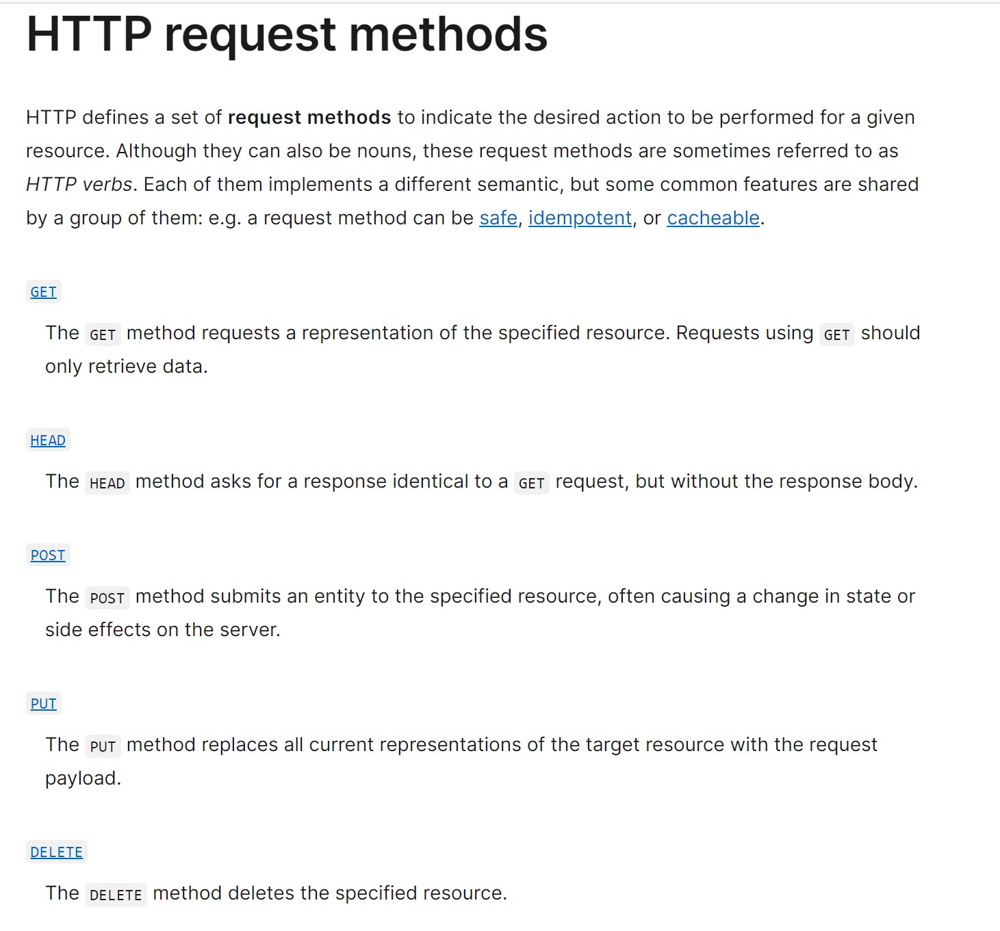 HTTP request methods
HTTP defines a set of request methods to indicate the desired action to be performed for a given
resource. Although they can also be nouns, these request methods are sometimes referred to as
HTTP verbs. Each of them implements a different semantic, but some common features are shared
by a group of them: e.g. a request method can be safe, idempotent, or cacheable.
GET
The GET method requests a representation of the specified resource. Requests using GET should
only retrieve data.
HEAD
The HEAD method asks for a response identical to a GET request, but without the response body.
POST
The POST method submits an entity to the specified resource, often causing a change in state or
side effects on the server.
PUT
The PUT method replaces all current representations of the target resource with the request
payload.
DELETE
The DELETE method deletes the specified resource.